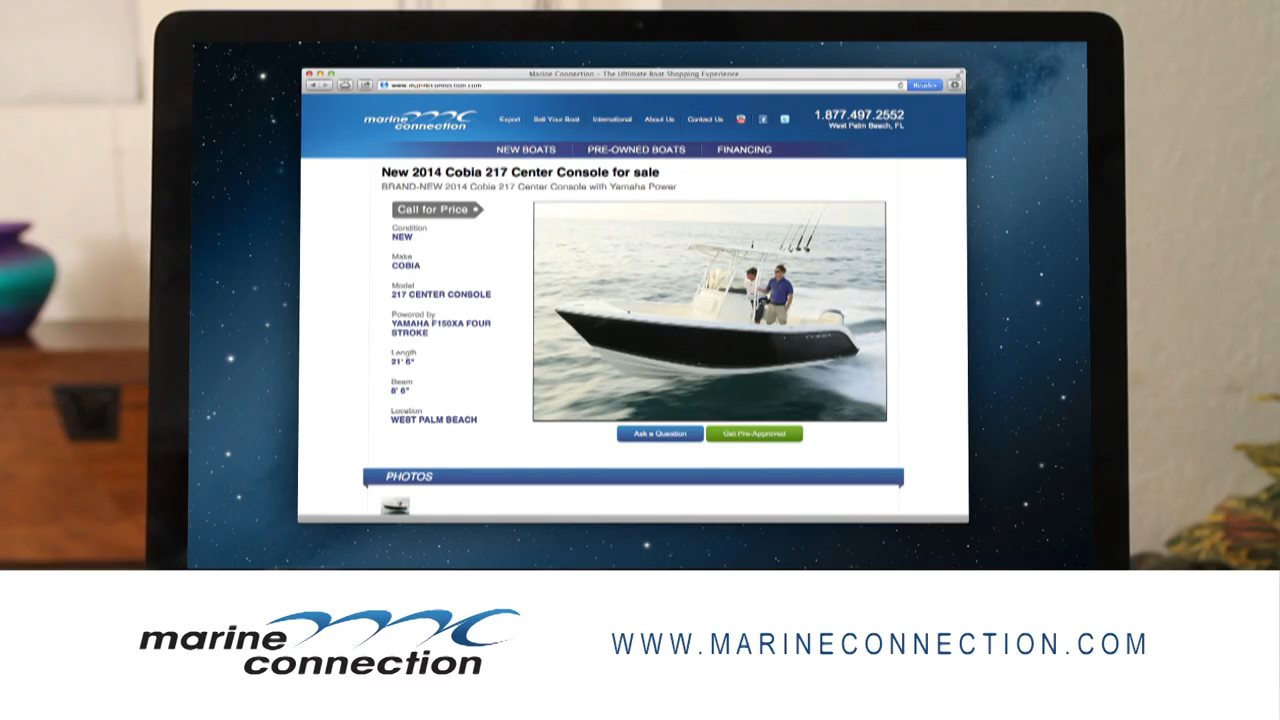 Marine Connection - The Ultimate Boat Shopping Experience
www.marineconnection.com
Reader
marine
connection
Export
Sell Your Boat
International
About Us
Contact Us
1.877.497.2552
West Palm Beach, FL
NEW BOATS
PRE-OWNED BOATS
FINANCING
New 2014 Cobia 217 Center Console for sale
BRAND-NEW 2014 Cobia 217 Center Console with Yamaha Power
Call for Price
Condition
NEW
Make
COBIA
Model
217 CENTER CONSOLE
Powered by
YAMAHA F150XA FOUR
STROKE
Length
21' 6"
Beam
8' 6"
Location
WEST PALM BEACH
Ask a Question
Get Pre-Approved
PHOTOS
marine
connection
WWW.MARINECONNECTION.COM